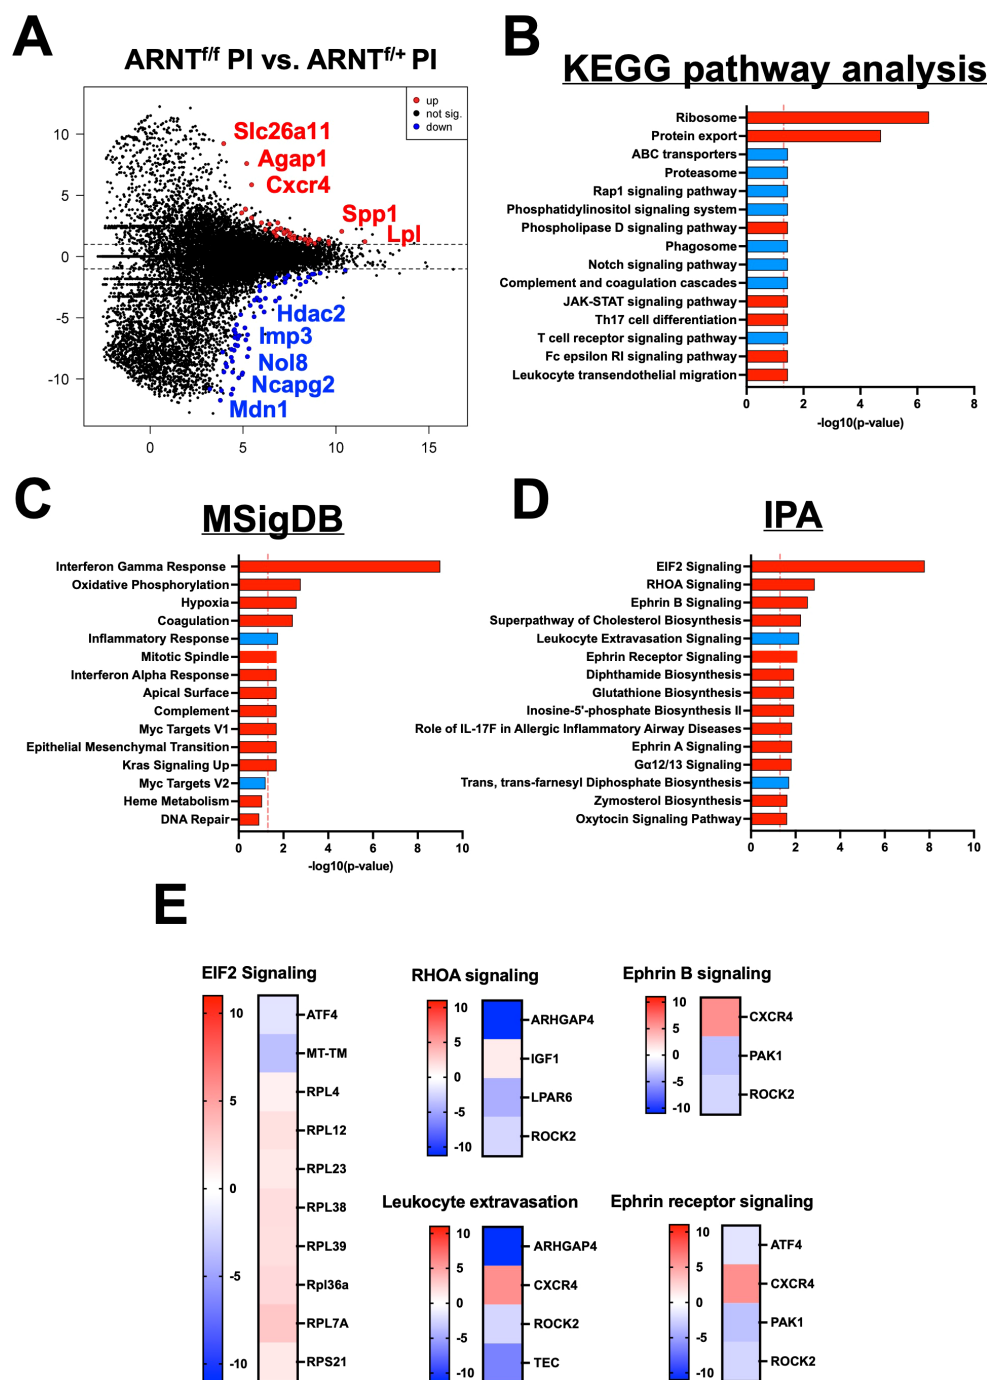 A
ARNTf/f PI vs. ARNTf/+ PI
up
not sig.
down
Slc26a11
Agap1
Cxcr4
Spp1
Lpl
Hdac2
Imp3
Nol8
Ncapg2
Mdn1
10
5
0
-5
-10
0 5 10 15
B
KEGG pathway analysis
Ribosome
Protein export
ABC transporters
Proteasome
Rap1 signaling pathway
Phosphatidylinositol signaling system
Phospholipase D signaling pathway
Phagosome
Notch signaling pathway
Complement and coagulation cascades
JAK-STAT signaling pathway
Th17 cell differentiation
T cell receptor signaling pathway
Fc epsilon RI signaling pathway
Leukocyte transendothelial migration
0 2 4 6 8
-log10(p-value)
C
MSigDB
Interferon Gamma Response
Oxidative Phosphorylation
Hypoxia
Coagulation
Inflammatory Response
Mitotic Spindle
Interferon Alpha Response
Apical Surface
Complement
Myc Targets V1
Epithelial Mesenchymal Transition
Kras Signaling Up
Myc Targets V2
Heme Metabolism
DNA Repair
0 2 4 6 8 10
-log10(p-value)
D
IPA
EIF2 Signaling
RHOA Signaling
Ephrin B Signaling
Superpathway of Cholesterol Biosynthesis
Leukocyte Extravasation Signaling
Ephrin Receptor Signaling
Diphthamide Biosynthesis
Glutathione Biosynthesis
Inosine-5'-phosphate Biosynthesis II
Role of IL-17F in Allergic Inflammatory Airway Diseases
Ephrin A Signaling
Gα12/13 Signaling
Trans, trans-farnesyl Diphosphate Biosynthesis
Zymosterol Biosynthesis
Oxytocin Signaling Pathway
0 2 4 6 8 10
E
EIF2 Signaling
10
5
0
-5
-10
ATF4
MT-TM
RPL4
RPL12
RPL23
RPL38
RPL39
Rpl36a
RPL7A
RPS21
RHOA signaling
10
5
0
-5
-10
ARHGAP4
IGF1
LPAR6
ROCK2
Ephrin B signaling
10
5
0
-5
-10
CXCR4
PAK1
ROCK2
Leukocyte extravasation
10
5
0
-5
-10
ARHGAP4
CXCR4
ROCK2
TEC
Ephrin receptor signaling
10
5
0
-5
-10
ATF4
CXCR4
PAK1
ROCK2